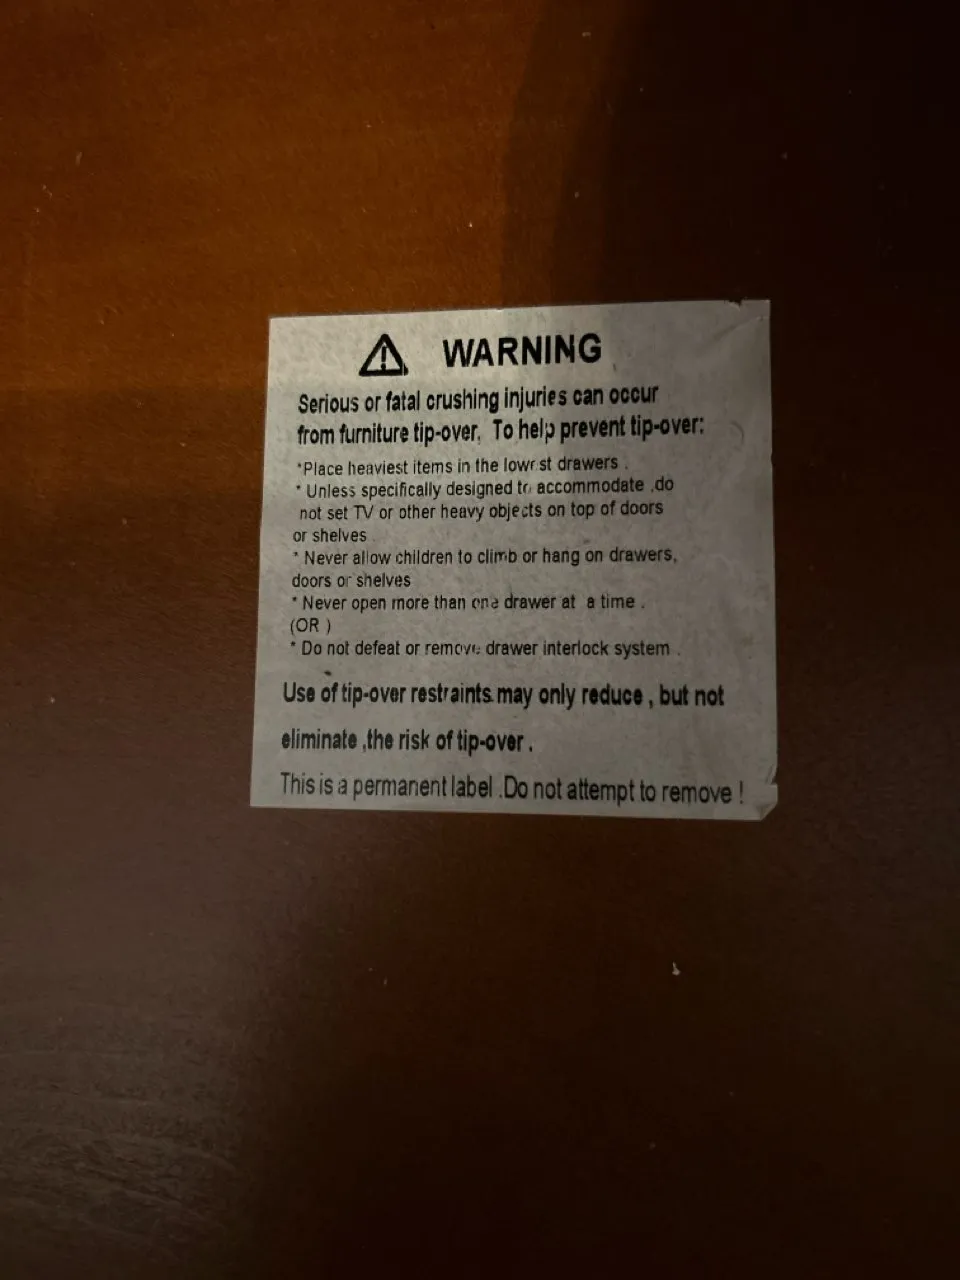 WARNING
Serious or fatal crushing injuries can occur
from furniture tip-over, To help prevent tip-over:
*Place heaviest items in the lowest drawers .
* Unless specifically designed to accommodate ,do
not set TV or other heavy objects on top of doors
or shelves
* Never allow children to climb or hang on drawers,
doors or shelves
* Never open more than one drawer at a time .
(OR )
* Do not defeat or remove drawer interlock system .
Use of tip-over restraints may only reduce , but not
eliminate ,the risk of tip-over .
This is a permanent label .Do not attempt to remove !